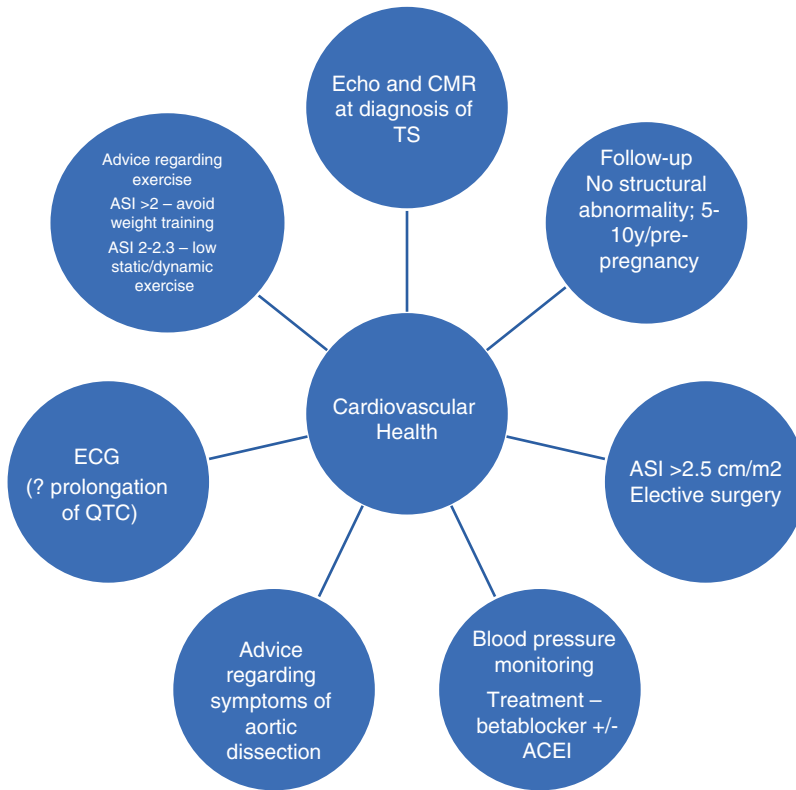 Echo and CMR
at diagnosis of
TS
Follow-up
No structural
abnormality; 5-
10y/pre-
pregnancy
ASI >2.5 cm/m2
Elective surgery
Blood pressure
monitoring
Treatment –
betablocker +/-
ACEI
Advice
regarding
symptoms of
aortic
dissection
ECG
(? prolongation
of QTC)
Advice regarding
exercise
ASI >2 – avoid
weight training
ASI 2-2.3 – low
static/dynamic
exercise
Cardiovascular
Health